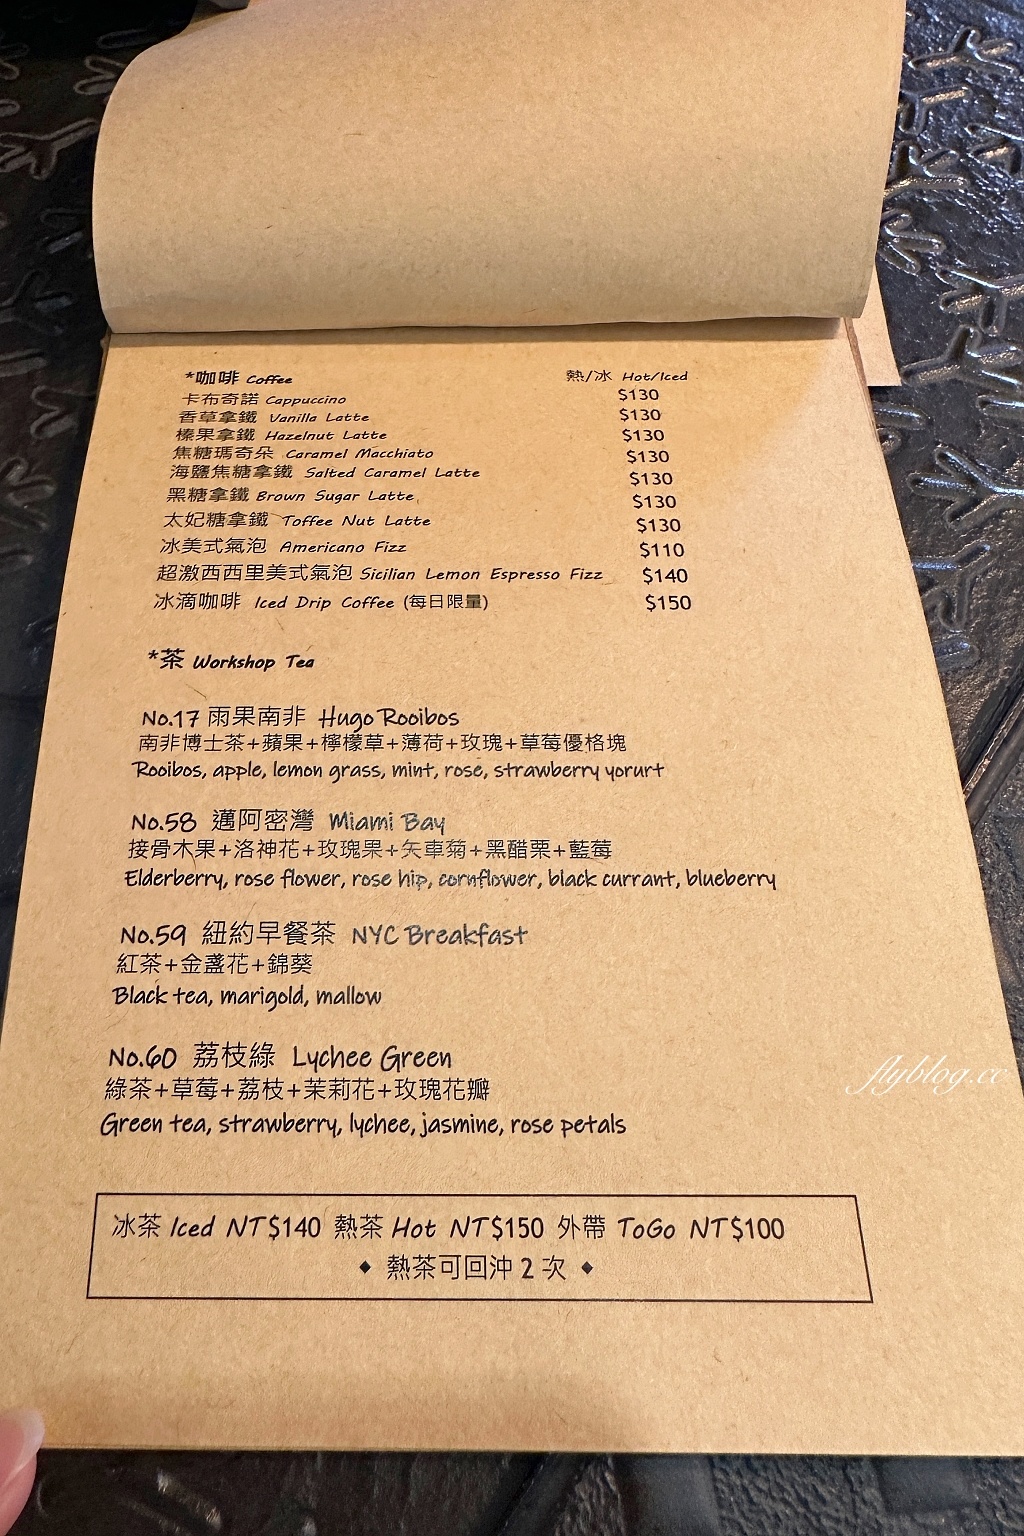 *咖啡 Coffee 熱/冰 Hot/Iced
卡布奇諾 Cappuccino $130
香草拿鐵 Vanilla Latte $130
榛果拿鐵 Hazelnut Latte $130
焦糖瑪奇朵 Caramel Macchiato $130
海鹽焦糖拿鐵 Salted Caramel Latte $130
黑糖拿鐵 Brown Sugar Latte $130
太妃糖拿鐵 Toffee Nut Latte $130
冰美式氣泡 Americano Fizz $110
超激西西里美式氣泡 Sicilian Lemon Espresso Fizz $140
冰滴咖啡 Iced Drip Coffee (每日限量) $150
*茶 Workshop Tea
No.17 雨果南非 Hugo Rooibos
南非博士茶+蘋果+檸檬草+薄荷+玫瑰+草莓優格塊
Rooibos, apple, lemon grass, mint, rose, strawberry yorurt
No.58 邁阿密灣 Miami Bay
接骨木果+洛神花+玫瑰果+矢車菊+黑醋栗+藍莓
Elderberry, rose flower, rose hip, cornflower, black currant, blueberry
No.59 紐約早餐茶 NYC Breakfast
紅茶+金盞花+錦葵
Black tea, marigold, mallow
No.60 荔枝綠 Lychee Green
綠茶+草莓+荔枝+茉莉花+玫瑰花瓣
Green tea, strawberry, lychee, jasmine, rose petals
冰茶 Iced NT$140 熱茶 Hot NT$150 外帶 ToGo NT$100
◆ 熱茶可回沖 2 次 ◆
flyblog.cc